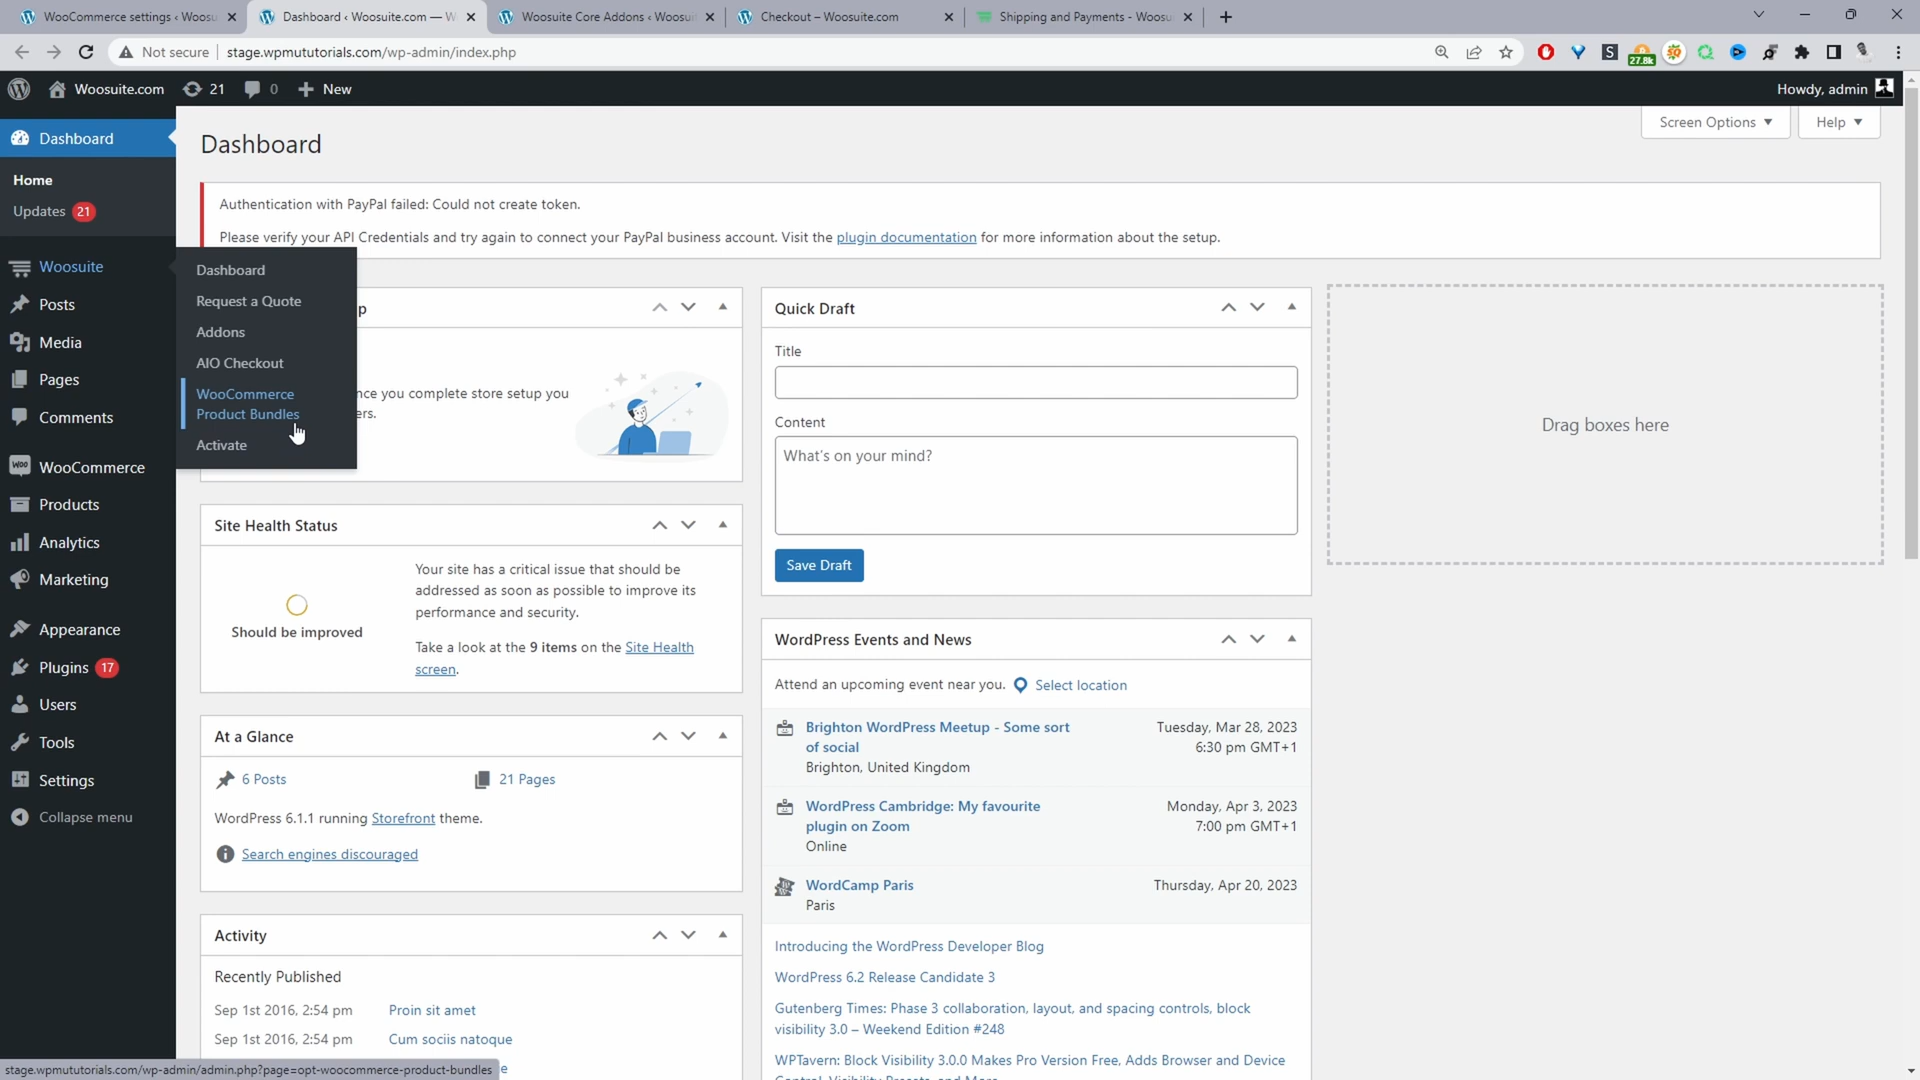 WooCommerce settings ‹ Woosu
Dashboard ‹ Woosuite.com — W
Woosuite Core Addons ‹ Woosuit
Checkout – Woosuite.com
Shipping and Payments - Woosu
Not secure
stage.wpmututorials.com/wp-admin/index.php
27.8k
Woosuite.com
21
0
New
Howdy, admin
Dashboard
Home
Updates 21
Woosuite
Posts
Media
Pages
Comments
WooCommerce
Products
Analytics
Marketing
Appearance
Plugins 17
Users
Tools
Settings
Collapse menu
Dashboard
Request a Quote
Addons
AIO Checkout
WooCommerce
Product Bundles
Activate
Screen Options
Help
Dashboard
Authentication with PayPal failed: Could not create token.
Please verify your API Credentials and try again to connect your PayPal business account. Visit the plugin documentation for more information about the setup.
p
nce you complete store setup you
ers.
Site Health Status
Should be improved
Your site has a critical issue that should be
addressed as soon as possible to improve its
performance and security.
Take a look at the 9 items on the Site Health
screen.
At a Glance
6 Posts
21 Pages
WordPress 6.1.1 running Storefront theme.
Search engines discouraged
Activity
Recently Published
Sep 1st 2016, 2:54 pm Proin sit amet
Sep 1st 2016, 2:54 pm Cum sociis natoque
e
Quick Draft
Title
Content
What's on your mind?
Save Draft
WordPress Events and News
Attend an upcoming event near you. Select location
Brighton WordPress Meetup - Some sort
of social
Brighton, United Kingdom
Tuesday, Mar 28, 2023
6:30 pm GMT+1
WordPress Cambridge: My favourite
plugin on Zoom
Online
Monday, Apr 3, 2023
7:00 pm GMT+1
WordCamp Paris
Paris
Thursday, Apr 20, 2023
Introducing the WordPress Developer Blog
WordPress 6.2 Release Candidate 3
Gutenberg Times: Phase 3 collaboration, layout, and spacing controls, block
visibility 3.0 – Weekend Edition #248
WPTavern: Block Visibility 3.0.0 Makes Pro Version Free, Adds Browser and Device
Control, Visibility Presets, and More
Drag boxes here
stage.wpmututorials.com/wp-admin/admin.php?page=opt-woocommerce-product-bundles